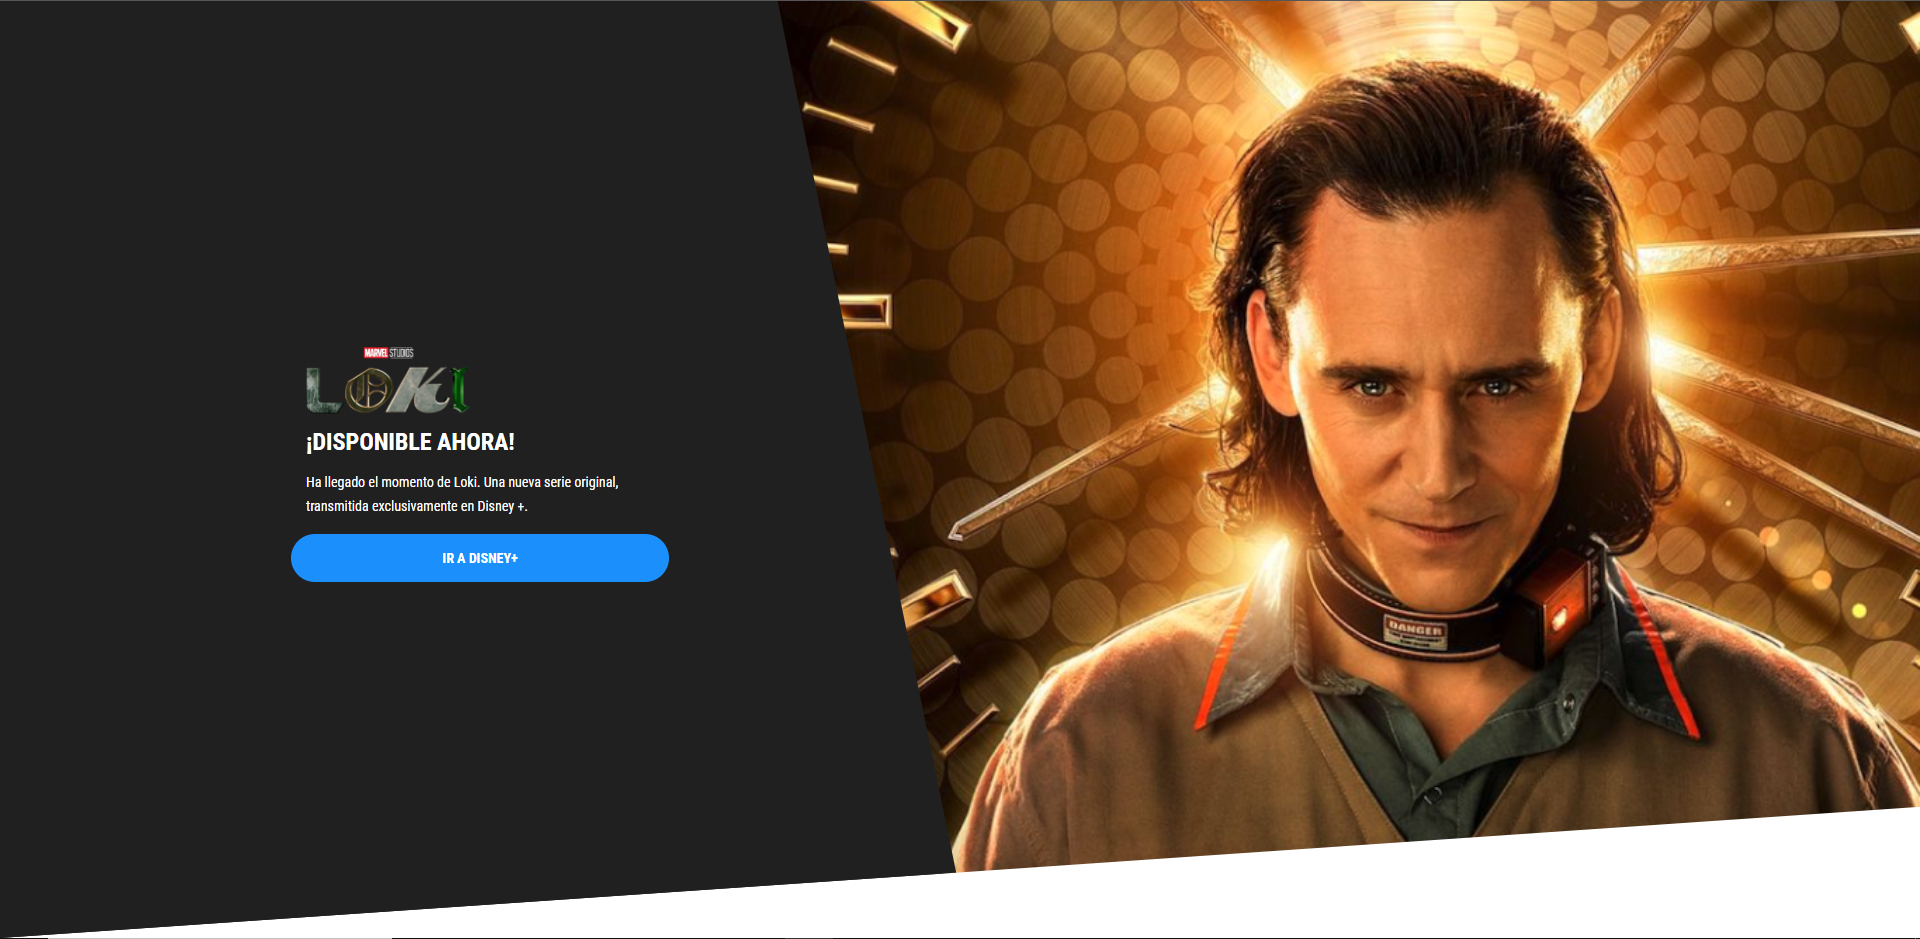 MARVEL STUDIOS
LOKI
¡DISPONIBLE AHORA!
Ha llegado el momento de Loki. Una nueva serie original,
transmitida exclusivamente en Disney +.
IR A DISNEY+
DANGER